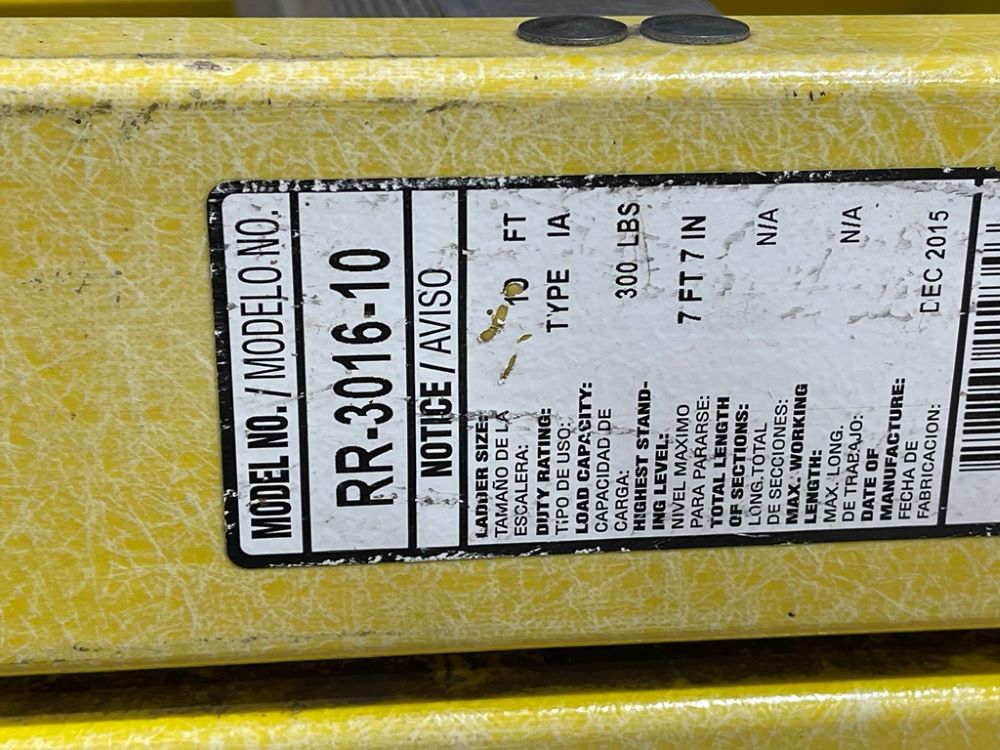 MODEL NO. / MODELO NO.
RR-3016-10
NOTICE / AVISO
LADDER SIZE: 10 FT
TAMAÑO DE LA
ESCALERA:
DUTY RATING: TYPE IA
TIPO DE USO:
LOAD CAPACITY: 300 LBS
CAPACIDAD DE
CARGA:
HIGHEST STAND- 7 FT 7 IN
ING LEVEL:
NIVEL MAXIMO
PARA PARARSE:
TOTAL LENGTH N/A
OF SECTIONS:
LONG. TOTAL
DE SECCIONES:
MAX. WORKING N/A
LENGTH:
MAX. LONG.
DE TRABAJO:
DATE OF DEC 2015
MANUFACTURE:
FECHA DE
FABRICACION: